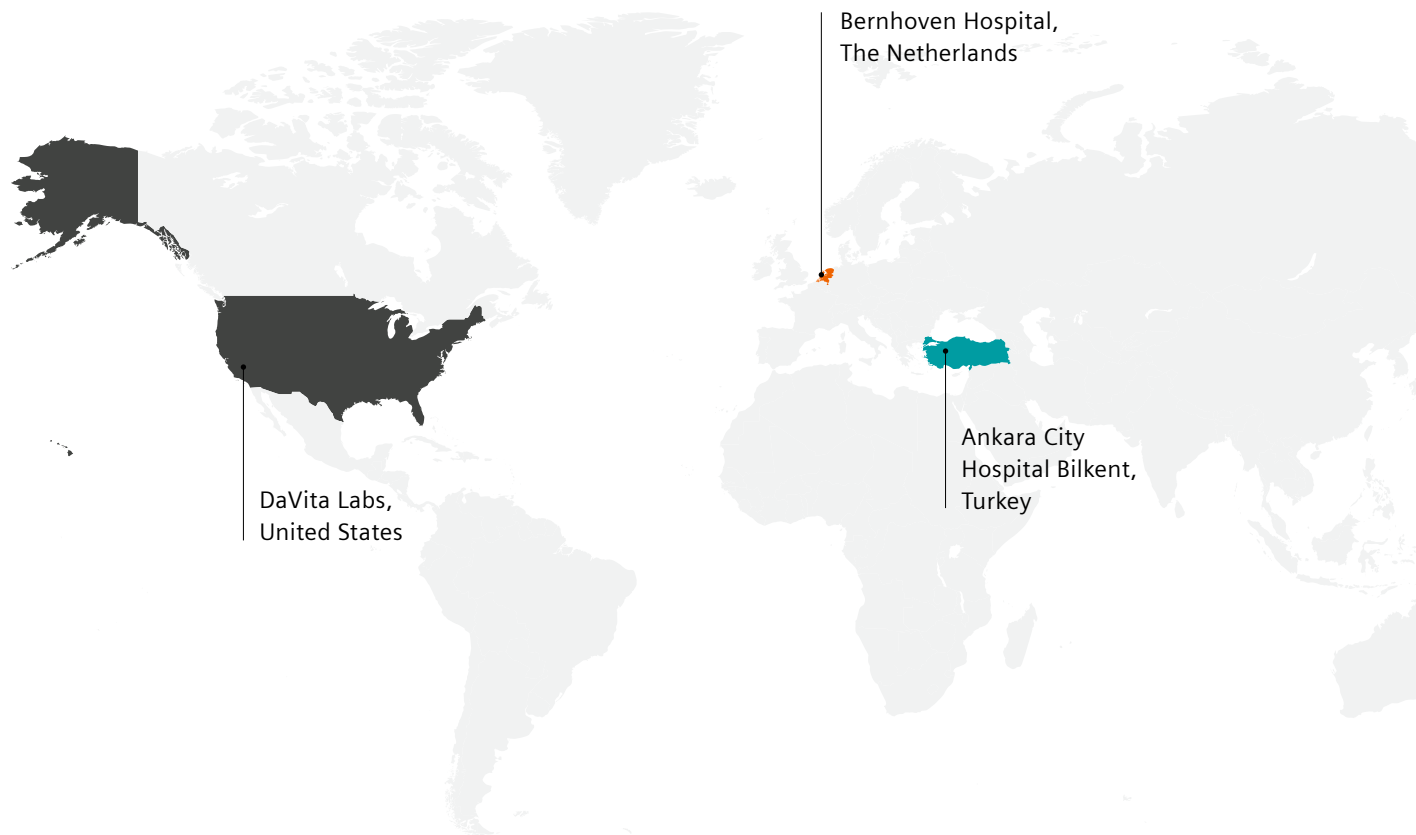 Bernhoven Hospital,
The Netherlands
Ankara City
Hospital Bilkent,
Turkey
DaVita Labs,
United States